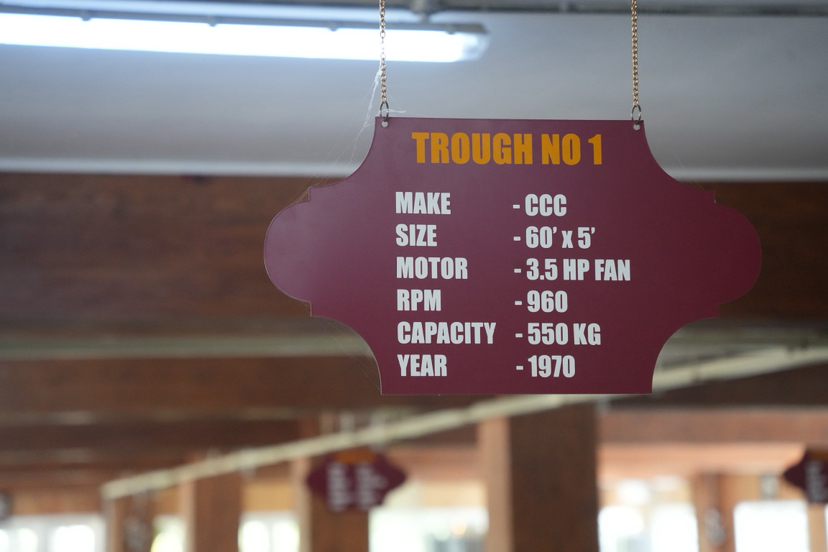 TROUGH NO 1
MAKE - CCC
SIZE - 60' x 5'
MOTOR - 3.5 HP FAN
RPM - 960
CAPACITY - 550 KG
YEAR - 1970